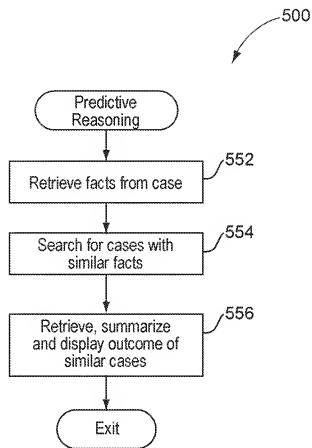 500
Predictive
Reasoning
552
Retrieve facts from case
554
Search for cases with
similar facts
556
Retrieve, summarize
and display outcome of
similar cases
Exit